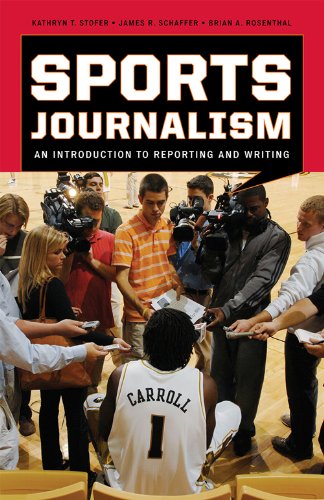 KATHRYN T. STOFER • JAMES R. SCHAFFER • BRIAN A. ROSENTHAL
SPORTS
JOURNALISM
AN INTRODUCTION TO REPORTING AND WRITING
CARROLL
1